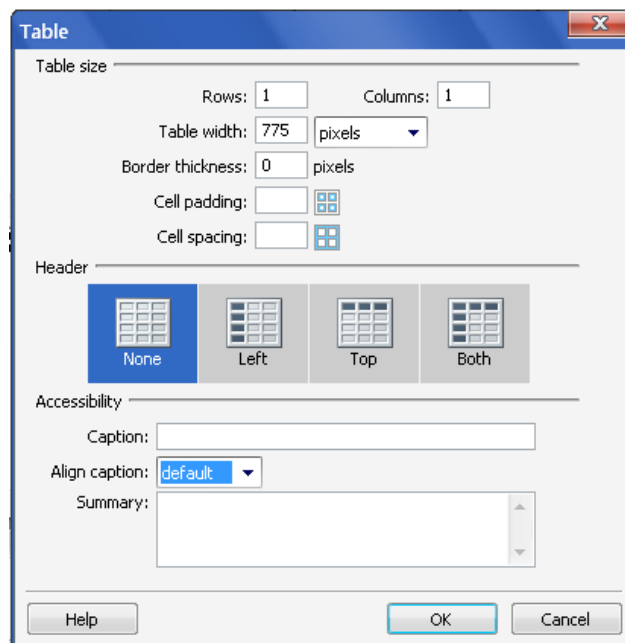 Table
Table size
Rows: 1 Columns: 1
Table width: 775 pixels
Border thickness: 0 pixels
Cell padding:
Cell spacing:
Header
None Left Top Both
Accessibility
Caption:
Align caption: default
Summary:
Help OK Cancel